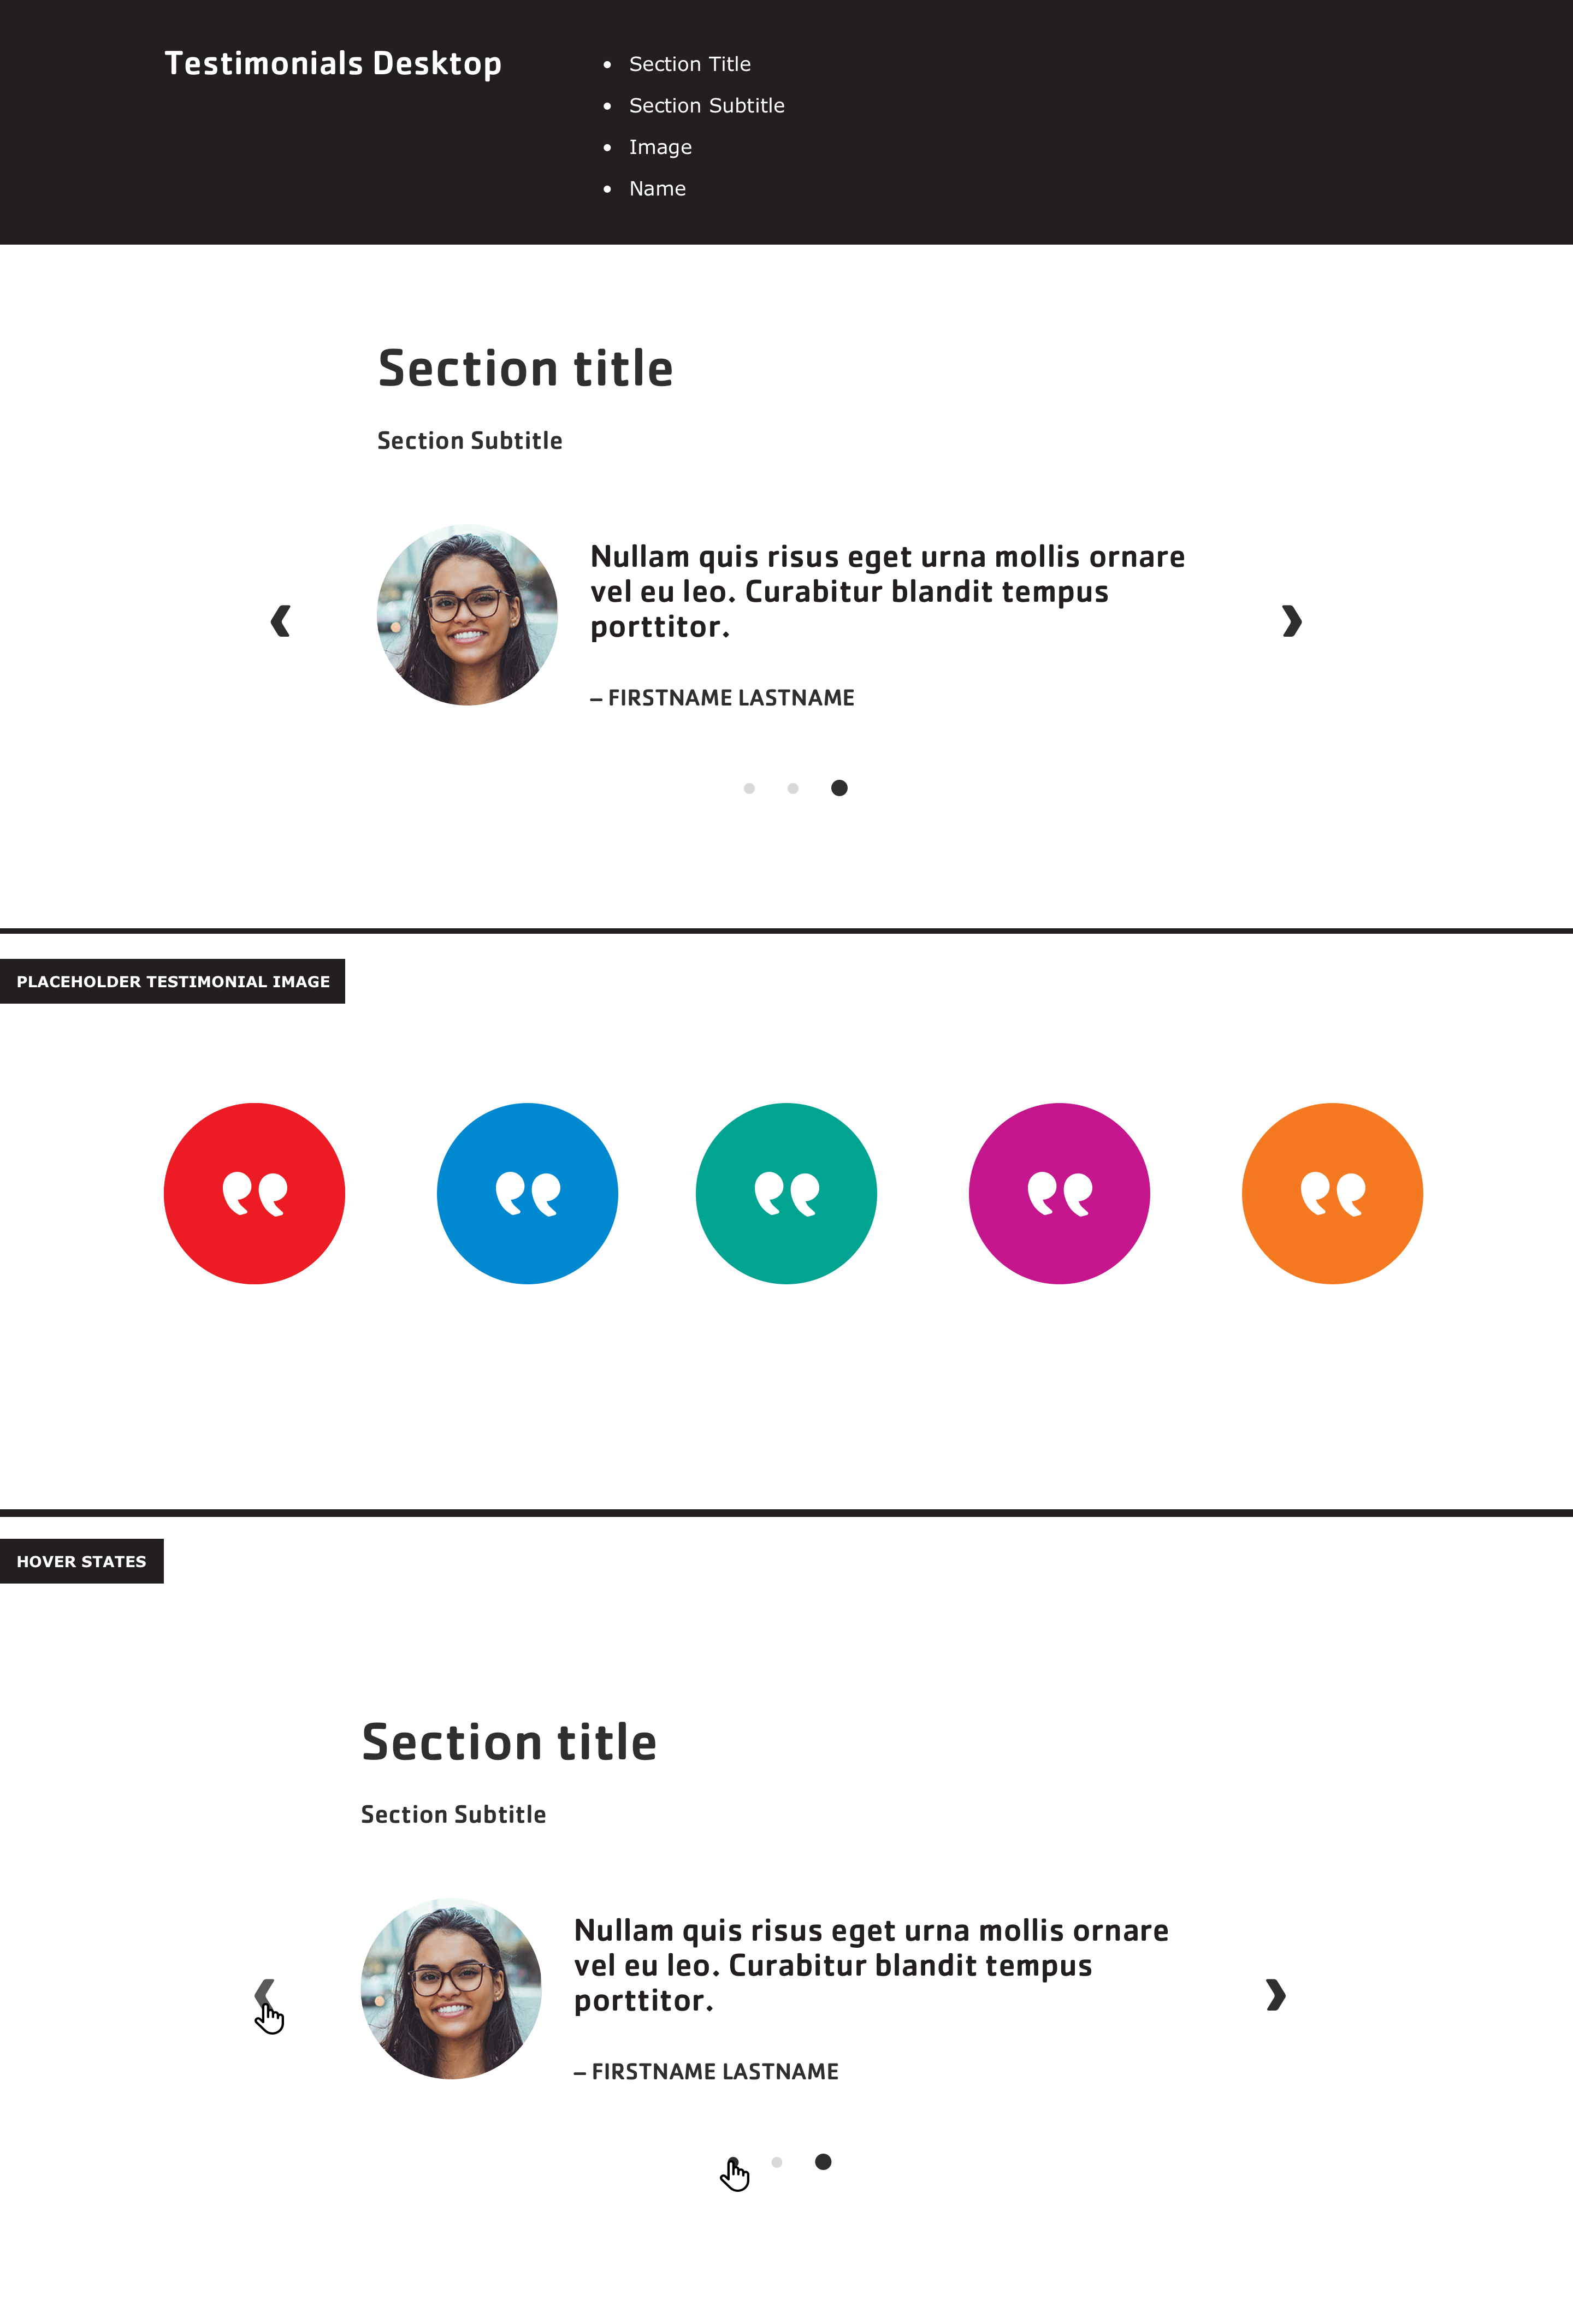 Testimonials Desktop
• Section Title
• Section Subtitle
• Image
• Name
Section title
Section Subtitle
Nullam quis risus eget urna mollis ornare
vel eu leo. Curabitur blandit tempus
porttitor.
– FIRSTNAME LASTNAME
PLACEHOLDER TESTIMONIAL IMAGE
HOVER STATES
Section title
Section Subtitle
Nullam quis risus eget urna mollis ornare
vel eu leo. Curabitur blandit tempus
porttitor.
– FIRSTNAME LASTNAME